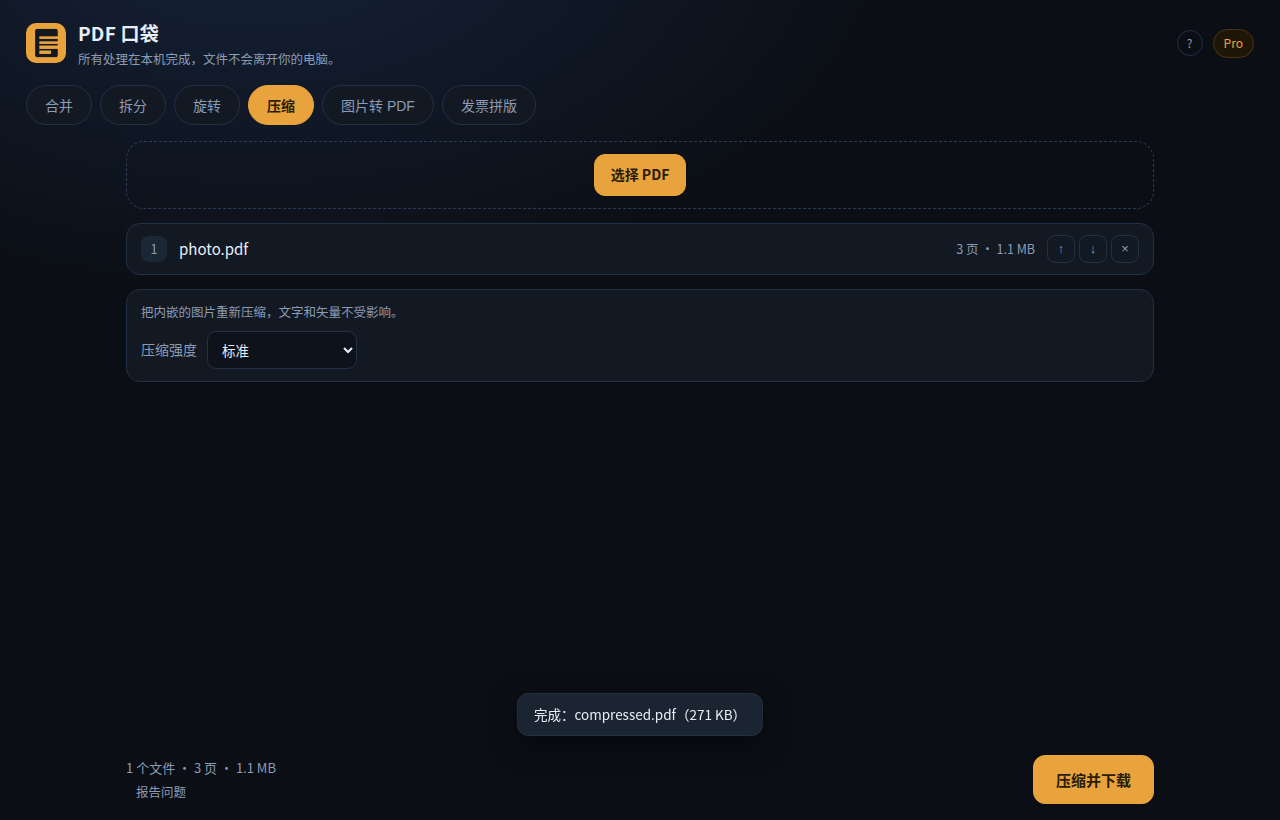 PDF 口袋
所有处理在本机完成，文件不会离开你的电脑。
?
Pro
合并
拆分
旋转
压缩
图片转 PDF
发票拼版
选择 PDF
1
photo.pdf
3 页 · 1.1 MB
↑
↓
×
把内嵌的图片重新压缩，文字和矢量不受影响。
压缩强度
标准
完成：compressed.pdf（271 KB）
1 个文件 · 3 页 · 1.1 MB
报告问题
压缩并下载